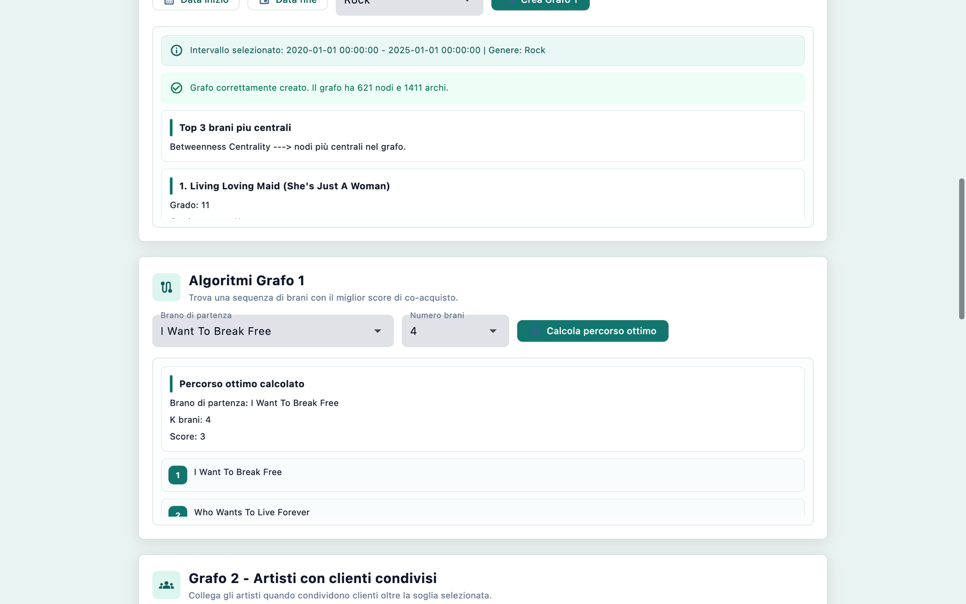 Data inizio
Data fine
Rock
Crea Grafo 1
Intervallo selezionato: 2020-01-01 00:00:00 - 2025-01-01 00:00:00 | Genere: Rock
Grafo correttamente creato. Il grafo ha 621 nodi e 1411 archi.
Top 3 brani piu centrali
Betweenness Centrality ---> nodi più centrali nel grafo.
1. Living Loving Maid (She's Just A Woman)
Grado: 11
Algoritmi Grafo 1
Trova una sequenza di brani con il miglior score di co-acquisto.
Brano di partenza
Numero brani
I Want To Break Free
4
Calcola percorso ottimo
Percorso ottimo calcolato
Brano di partenza: I Want To Break Free
K brani: 4
Score: 3
1
I Want To Break Free
2
Who Wants To Live Forever
Grafo 2 - Artisti con clienti condivisi
Collega gli artisti quando condividono clienti oltre la soglia selezionata.